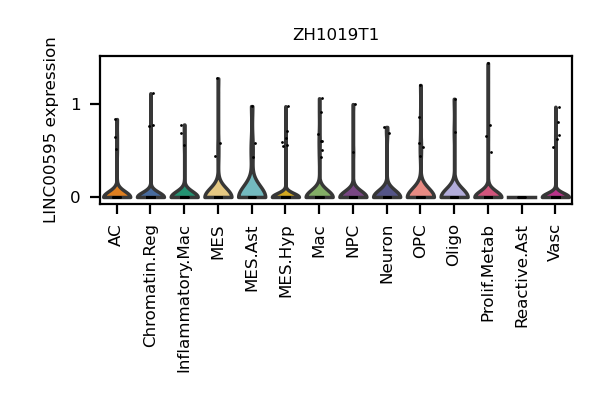 ZH1019T1
LINC00595 expression
1
0
AC
Chromatin.Reg
Inflammatory.Mac
MES
MES.Ast
MES.Hyp
Mac
NPC
Neuron
OPC
Oligo
Prolif.Metab
Reactive.Ast
Vasc